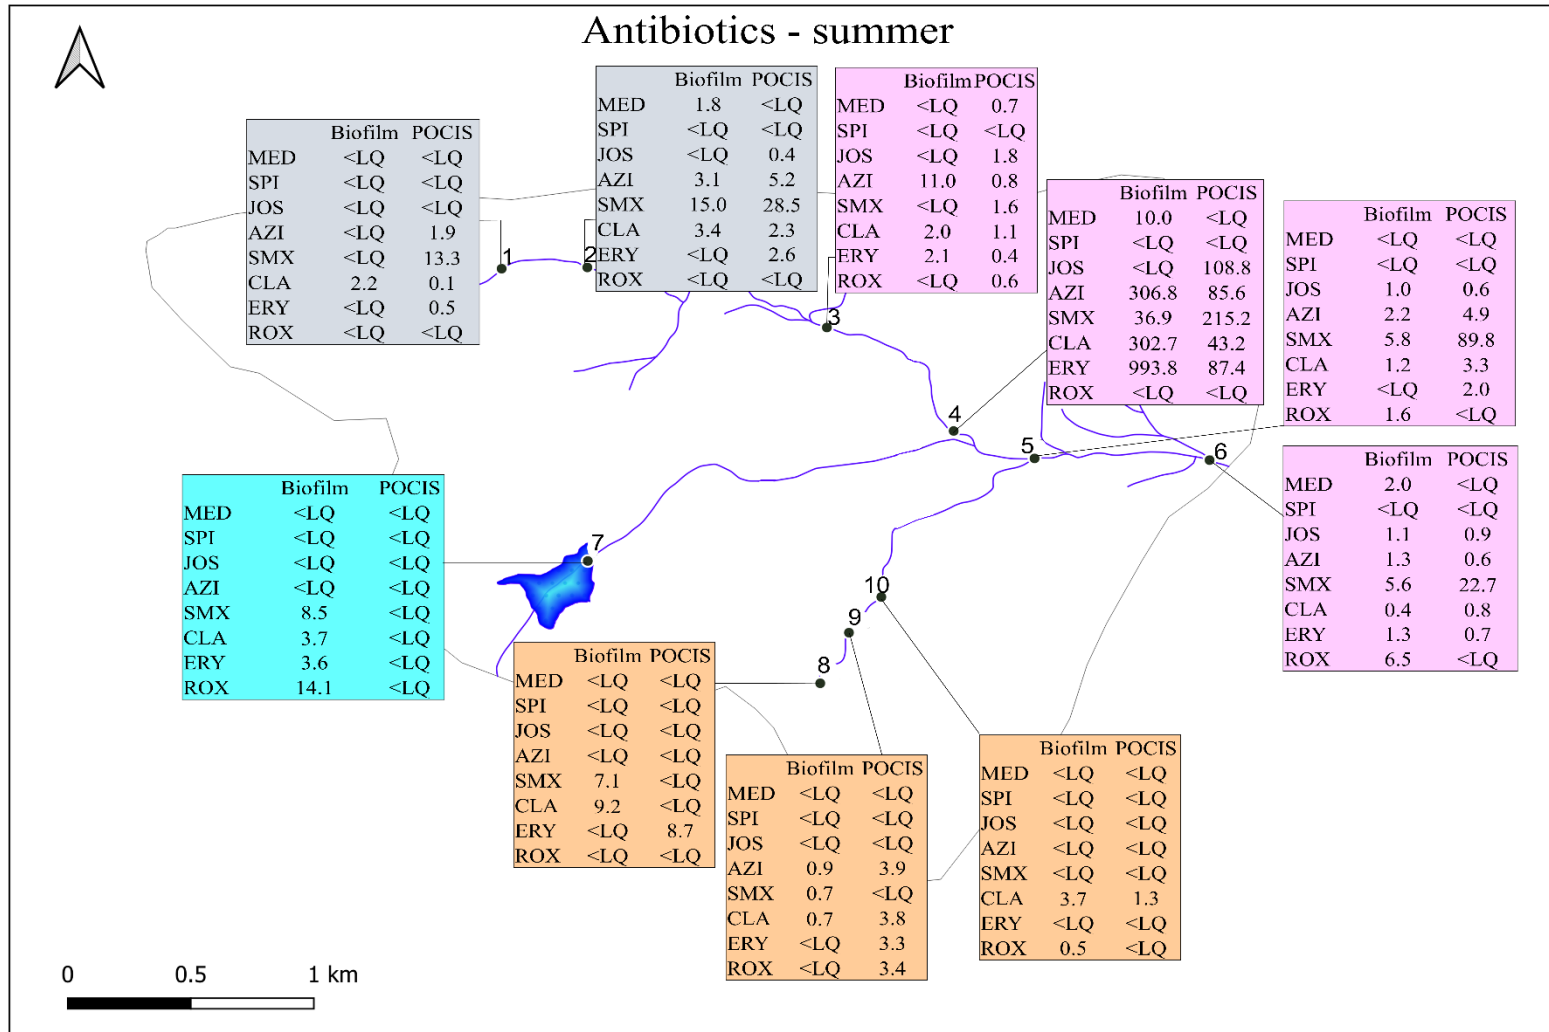 Antibiotics - summer
Biofilm POCIS
MED <LQ <LQ
SPI <LQ <LQ
JOS <LQ <LQ
AZI <LQ 1.9
SMX <LQ 13.3
CLA 2.2 0.1
ERY <LQ 0.5
ROX <LQ <LQ
Biofilm POCIS
MED 1.8 <LQ
SPI <LQ <LQ
JOS <LQ 0.4
AZI 3.1 5.2
SMX 15.0 28.5
CLA 3.4 2.3
ERY <LQ 2.6
ROX <LQ <LQ
Biofilm POCIS
MED <LQ 0.7
SPI <LQ <LQ
JOS <LQ 1.8
AZI 11.0 0.8
SMX <LQ 1.6
CLA 2.0 1.1
ERY 2.1 0.4
ROX <LQ 0.6
Biofilm POCIS
MED 10.0 <LQ
SPI <LQ <LQ
JOS <LQ 108.8
AZI 306.8 85.6
SMX 36.9 215.2
CLA 302.7 43.2
ERY 993.8 87.4
ROX <LQ <LQ
Biofilm POCIS
MED <LQ <LQ
SPI <LQ <LQ
JOS 1.0 0.6
AZI 2.2 4.9
SMX 5.8 89.8
CLA 1.2 3.3
ERY <LQ 2.0
ROX 1.6 <LQ
1
2
3
4
5
6
Biofilm POCIS
MED 2.0 <LQ
SPI <LQ <LQ
JOS 1.1 0.9
AZI 1.3 0.6
SMX 5.6 22.7
CLA 0.4 0.8
ERY 1.3 0.7
ROX 6.5 <LQ
Biofilm POCIS
MED <LQ <LQ
SPI <LQ <LQ
JOS <LQ <LQ
AZI <LQ <LQ
SMX 8.5 <LQ
CLA 3.7 <LQ
ERY 3.6 <LQ
ROX 14.1 <LQ
7
10
9
8
Biofilm POCIS
MED <LQ <LQ
SPI <LQ <LQ
JOS <LQ <LQ
AZI <LQ <LQ
SMX 7.1 <LQ
CLA 9.2 <LQ
ERY <LQ 8.7
ROX <LQ <LQ
Biofilm POCIS
MED <LQ <LQ
SPI <LQ <LQ
JOS <LQ <LQ
AZI 0.9 3.9
SMX 0.7 <LQ
CLA 0.7 3.8
ERY <LQ 3.3
ROX <LQ 3.4
Biofilm POCIS
MED <LQ <LQ
SPI <LQ <LQ
JOS <LQ <LQ
AZI <LQ <LQ
SMX <LQ <LQ
CLA 3.7 1.3
ERY <LQ <LQ
ROX 0.5 <LQ
0 0.5 1 km